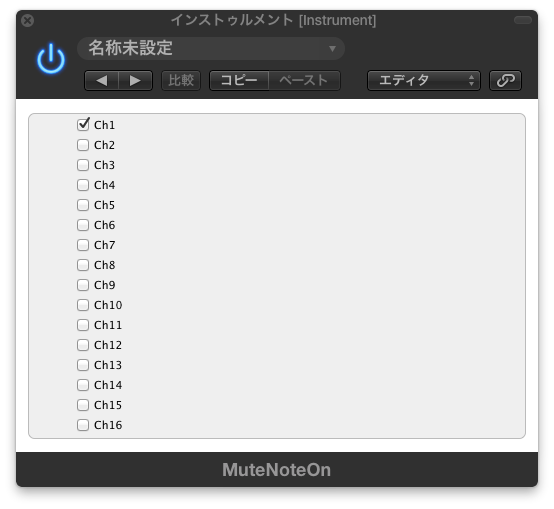 インストゥルメント [Instrument]
名称未設定
比較 コピー ペースト エディタ
Ch1
Ch2
Ch3
Ch4
Ch5
Ch6
Ch7
Ch8
Ch9
Ch10
Ch11
Ch12
Ch13
Ch14
Ch15
Ch16
MuteNoteOn